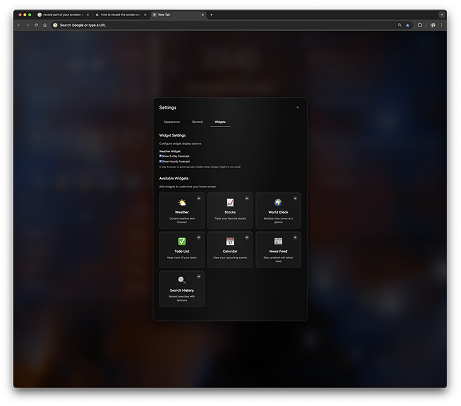 record part of your screen
How to record the screen o
New Tab
Search Google or type a URL
Settings
Appearance
General
Widgets
Widget Settings
Configure widget display options
Weather Widget
Show 5-Day Forecast
Show Hourly Forecast
Available Widgets
Add widgets to customize your home screen
Weather
Current weather and forecast
Stocks
Track your favorite stocks
World Clock
Multiple time zones at a glance
Todo List
Keep track of your tasks
Calendar
View your upcoming events
News Feed
Stay updated with latest news
Search History
Recent searches with favicons